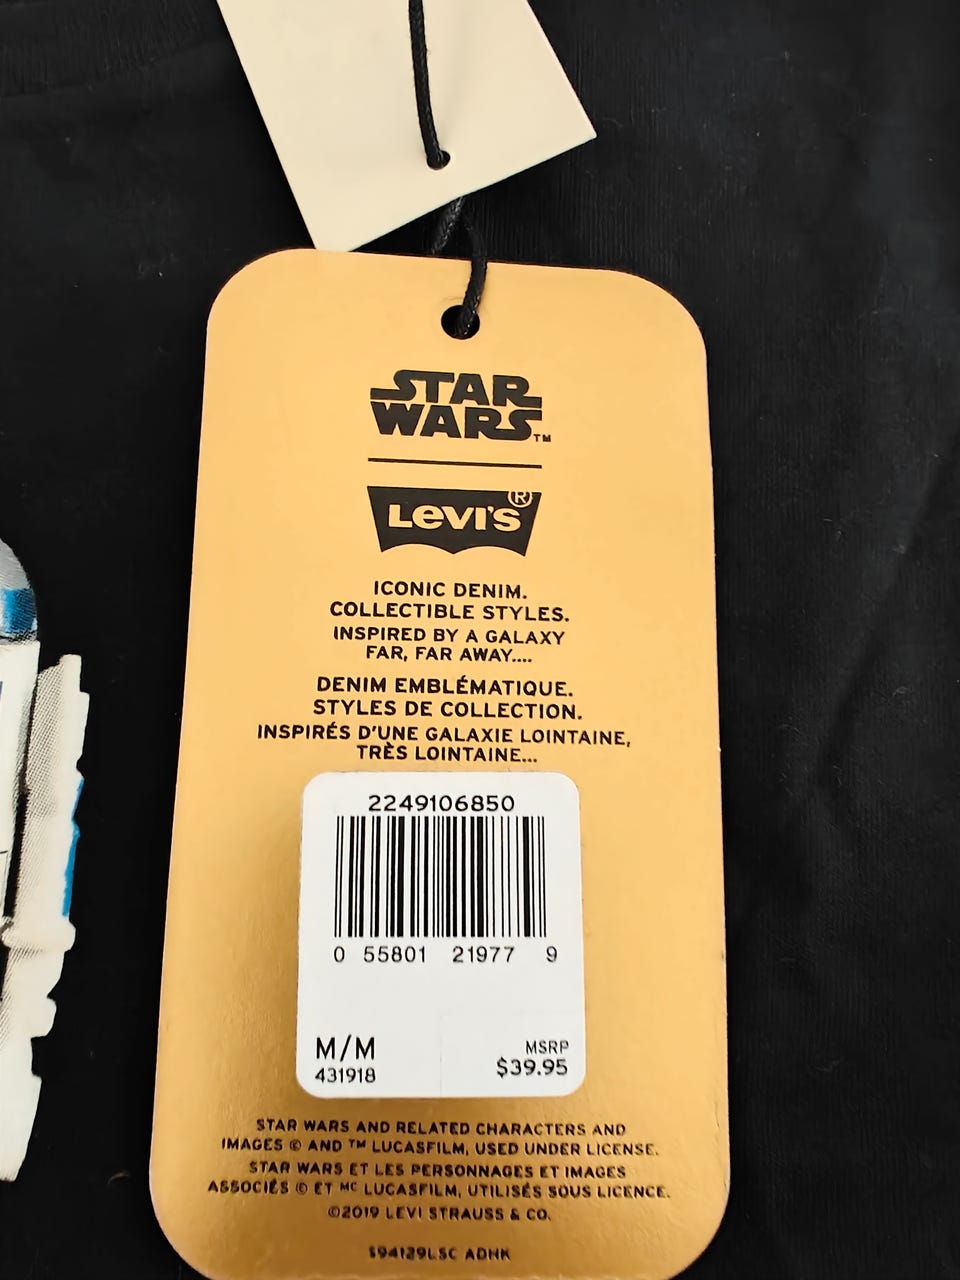 STAR
WARS™
LEVI'S®
ICONIC DENIM.
COLLECTIBLE STYLES.
INSPIRED BY A GALAXY
FAR, FAR AWAY....
DENIM EMBLÉMATIQUE.
STYLES DE COLLECTION.
INSPIRÉS D'UNE GALAXIE LOINTAINE,
TRÈS LOINTAINE...
2249106850
0 55801 21977 9
M/M
431918
MSRP
$39.95
STAR WARS AND RELATED CHARACTERS AND
IMAGES © AND ™ LUCASFILM, USED UNDER LICENSE.
STAR WARS ET LES PERSONNAGES ET IMAGES
ASSOCIÉS © ET MC LUCASFILM, UTILISÉS SOUS LICENCE.
©2019 LEVI STRAUSS & CO.
ADHK